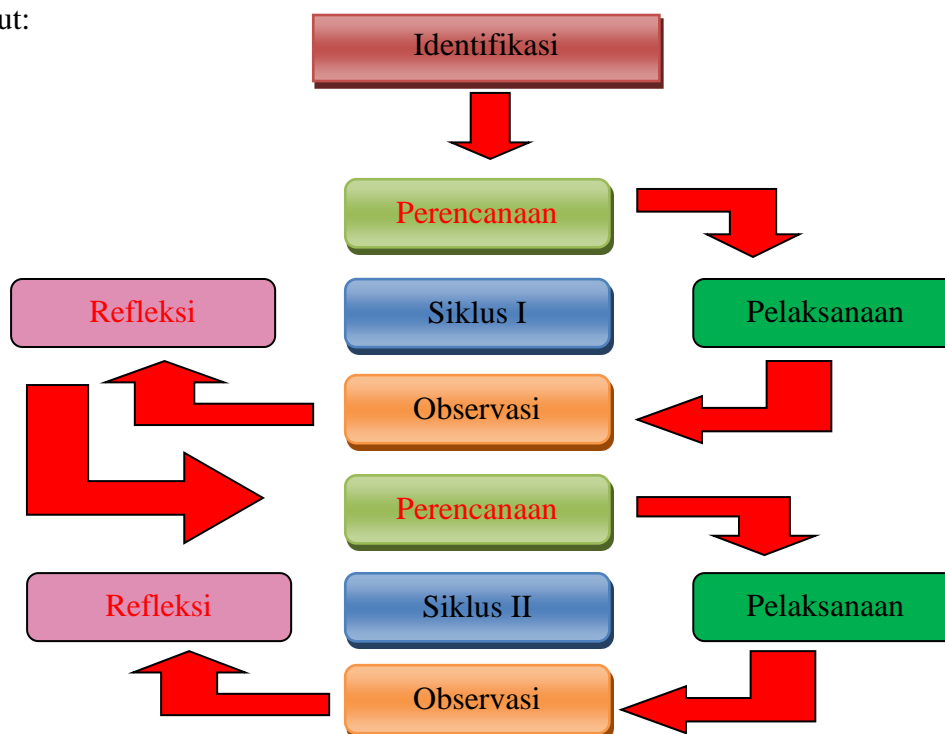 ut:
Identifikasi
Perencanaan
Refleksi
Siklus I
Pelaksanaan
Observasi
Perencanaan
Refleksi
Siklus II
Pelaksanaan
Observasi